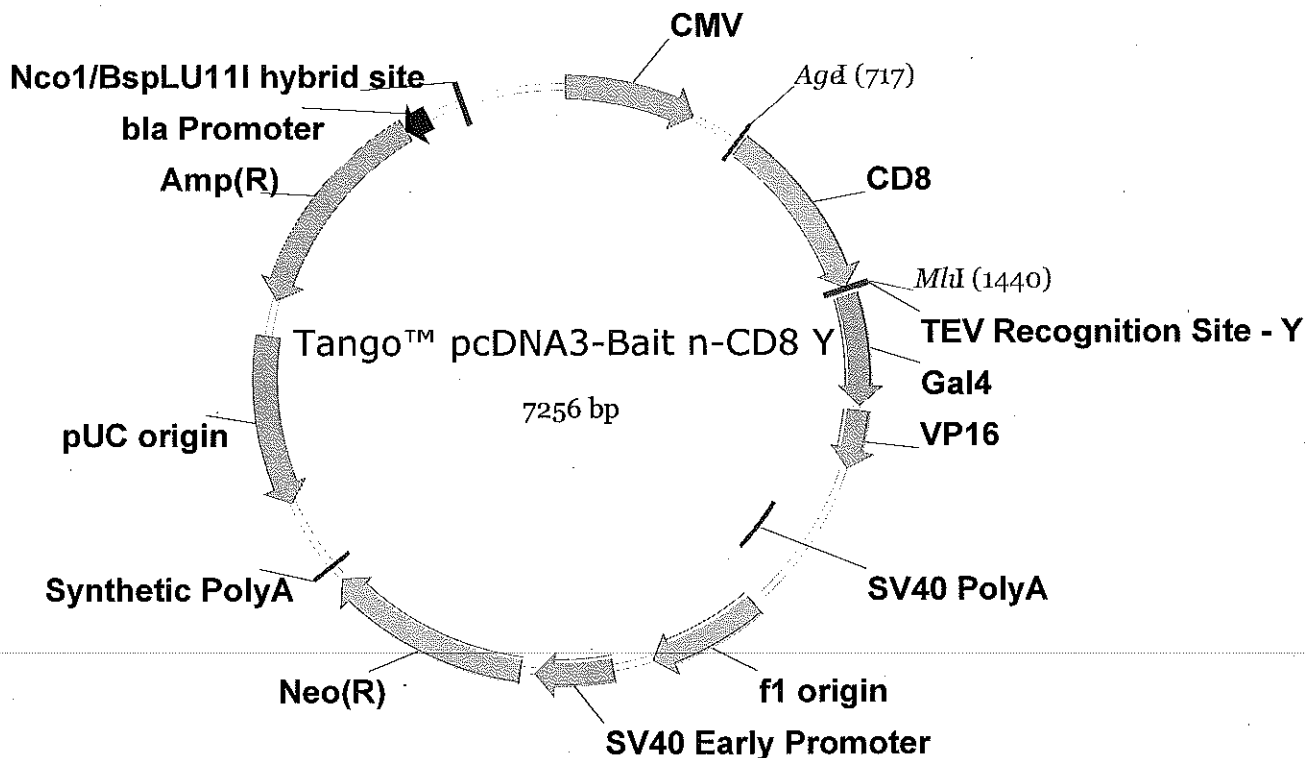 CMV
Nco1/BspLU11I hybrid site
AgeI (717)
bla Promoter
Amp(R)
CD8
MluI (1440)
TEV Recognition Site - Y
Tango™ pcDNA3-Bait n-CD8 Y
Gal4
7256 bp
VP16
pUC origin
Synthetic PolyA
SV40 PolyA
Neo(R)
f1 origin
SV40 Early Promoter